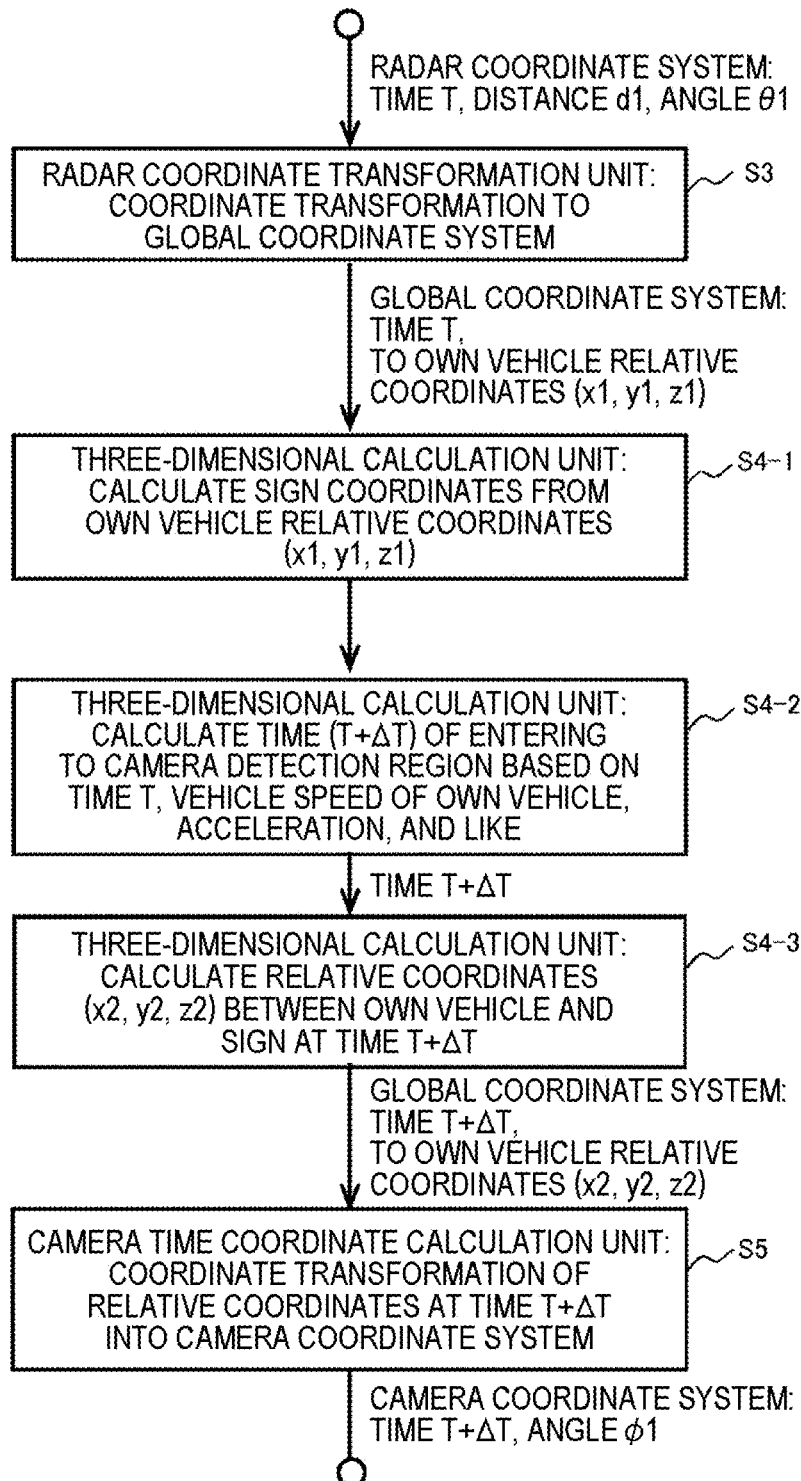 RADAR COORDINATE SYSTEM:
TIME T, DISTANCE d1, ANGLE θ1
RADAR COORDINATE TRANSFORMATION UNIT:
COORDINATE TRANSFORMATION TO
GLOBAL COORDINATE SYSTEM
S3
GLOBAL COORDINATE SYSTEM:
TIME T,
TO OWN VEHICLE RELATIVE
COORDINATES (x1, y1, z1)
THREE-DIMENSIONAL CALCULATION UNIT:
CALCULATE SIGN COORDINATES FROM
OWN VEHICLE RELATIVE COORDINATES
(x1, y1, z1)
S4-1
THREE-DIMENSIONAL CALCULATION UNIT:
CALCULATE TIME (T+ΔT) OF ENTERING
TO CAMERA DETECTION REGION BASED ON
TIME T, VEHICLE SPEED OF OWN VEHICLE,
ACCELERATION, AND LIKE
S4-2
TIME T+ΔT
THREE-DIMENSIONAL CALCULATION UNIT:
CALCULATE RELATIVE COORDINATES
(x2, y2, z2) BETWEEN OWN VEHICLE AND
SIGN AT TIME T+ΔT
S4-3
GLOBAL COORDINATE SYSTEM:
TIME T+ΔT,
TO OWN VEHICLE RELATIVE
COORDINATES (x2, y2, z2)
CAMERA TIME COORDINATE CALCULATION UNIT:
COORDINATE TRANSFORMATION OF
RELATIVE COORDINATES AT TIME T+ΔT
INTO CAMERA COORDINATE SYSTEM
S5
CAMERA COORDINATE SYSTEM:
TIME T+ΔT, ANGLE ϕ1